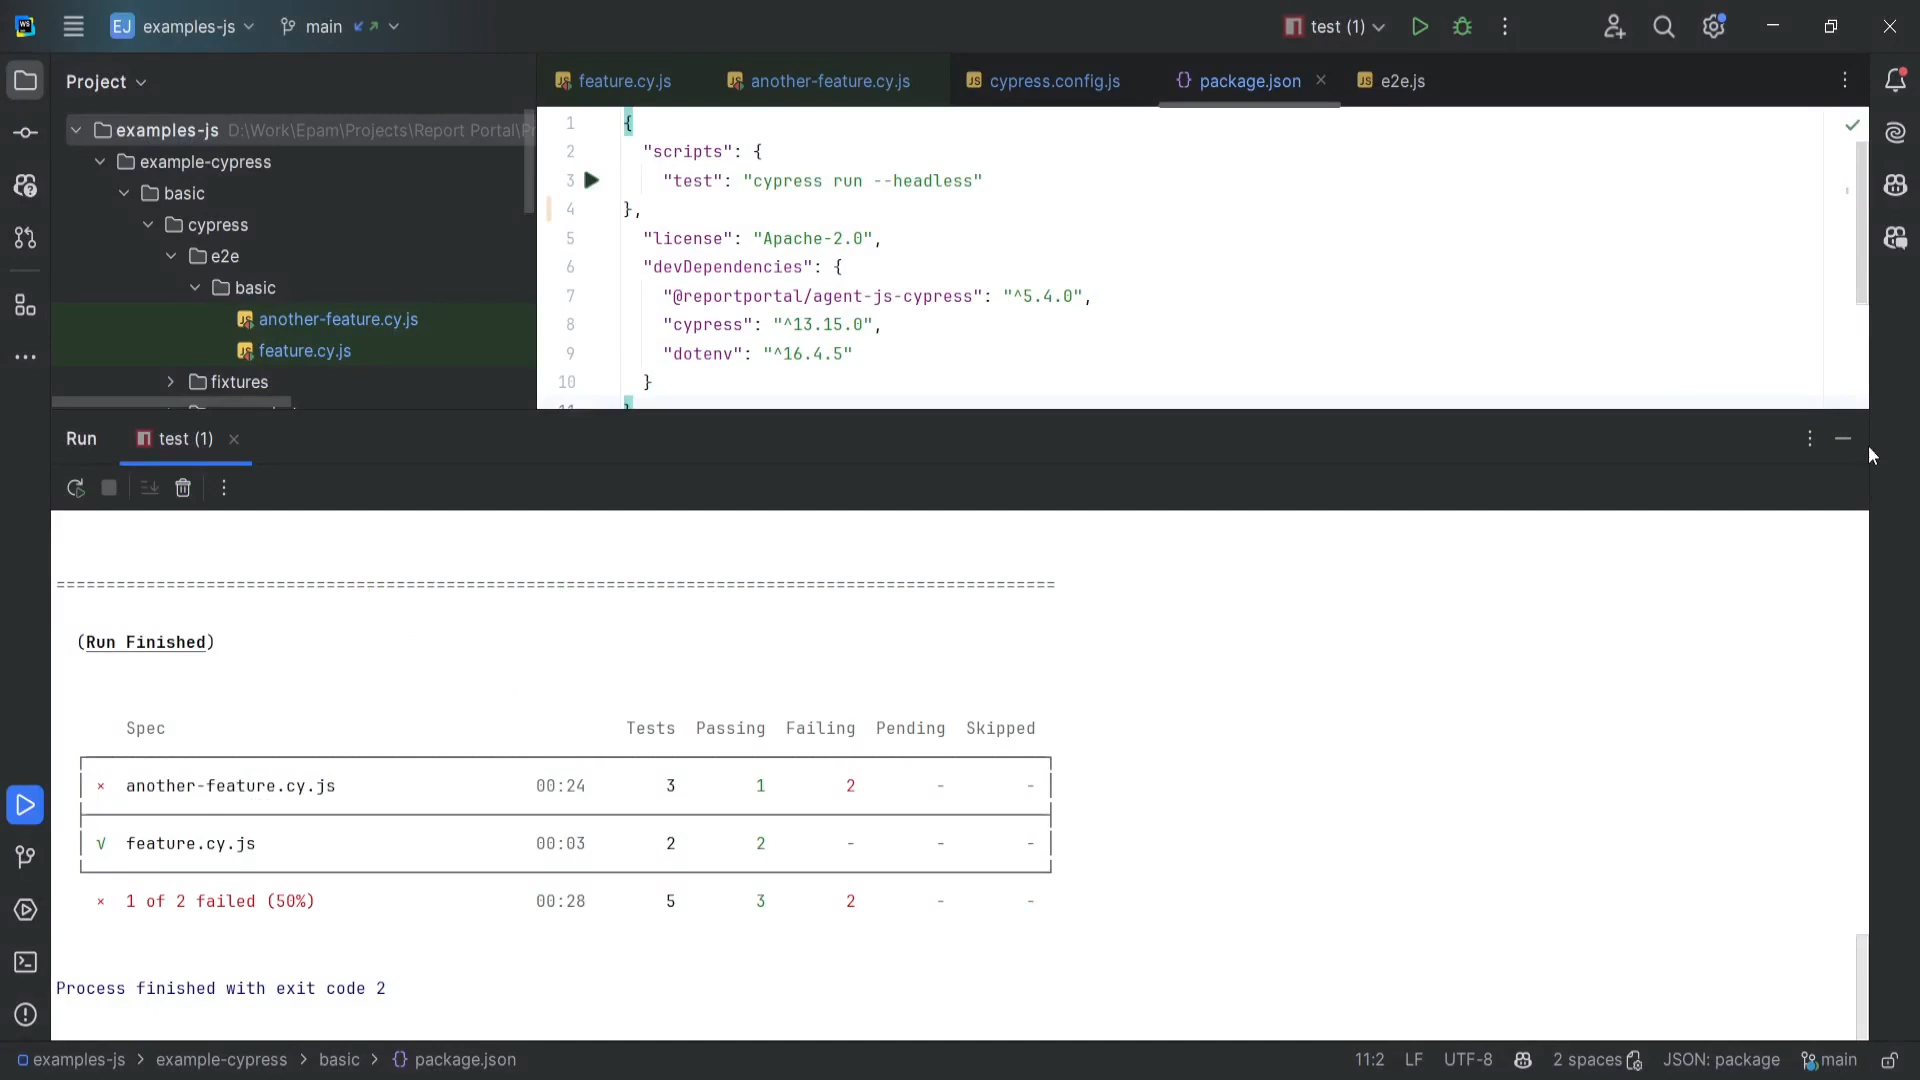 WS
EJ examples-js
main
test (1)
Project
examples-js D:\Work\Epam\Projects\Report Portal\
example-cypress
basic
cypress
e2e
basic
another-feature.cy.js
feature.cy.js
fixtures
JS feature.cy.js
JS another-feature.cy.js
JS cypress.config.js
{} package.json
JS e2e.js
1 {
2 "scripts": {
3 "test": "cypress run --headless"
4 },
5 "license": "Apache-2.0",
6 "devDependencies": {
7 "@reportportal/agent-js-cypress": "^5.4.0",
8 "cypress": "^13.15.0",
9 "dotenv": "^16.4.5"
10 }
Run
test (1)
====================================================================================================
(Run Finished)
Spec Tests Passing Failing Pending Skipped
× another-feature.cy.js 00:24 3 1 2 - -
√ feature.cy.js 00:03 2 2 - - -
× 1 of 2 failed (50%) 00:28 5 3 2 - -
Process finished with exit code 2
examples-js > example-cypress > basic > {} package.json
11:2 LF UTF-8 2 spaces JSON: package main